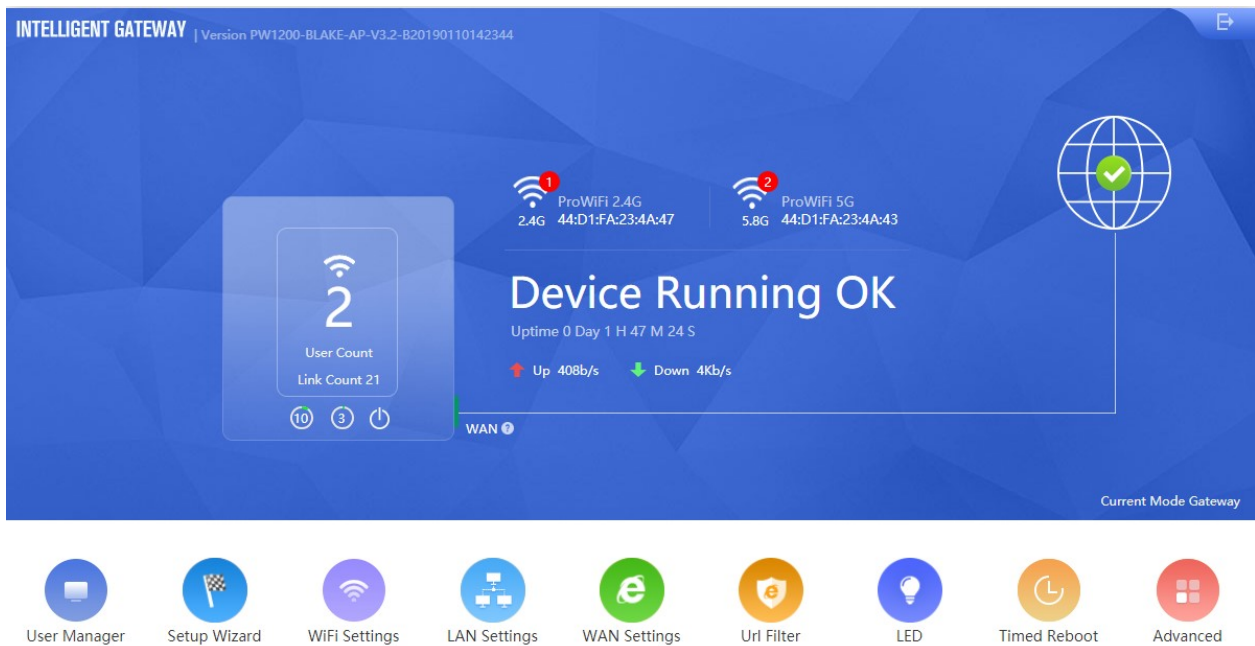 INTELLIGENT GATEWAY | Version PW1200-BLAKE-AP-V3.2-B20190110142344
1
2
ProWiFi 2.4G
ProWiFi 5G
2.4G 44:D1:FA:23:4A:47
5.8G 44:D1:FA:23:4A:43
2
User Count
Link Count 21
10 3
Device Running OK
Uptime 0 Day 1 H 47 M 24 S
Up 408b/s Down 4Kb/s
WAN ?
Current Mode Gateway
User Manager
Setup Wizard
WiFi Settings
LAN Settings
WAN Settings
Url Filter
LED
Timed Reboot
Advanced